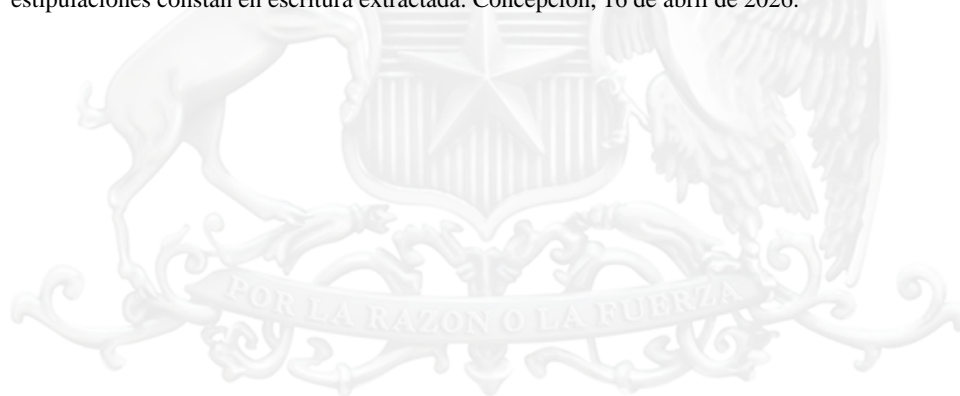 estipulaciones constan en escritura extractada. Concepción, 16 de abril de 2026.
POR LA RAZON O LA FUERZA